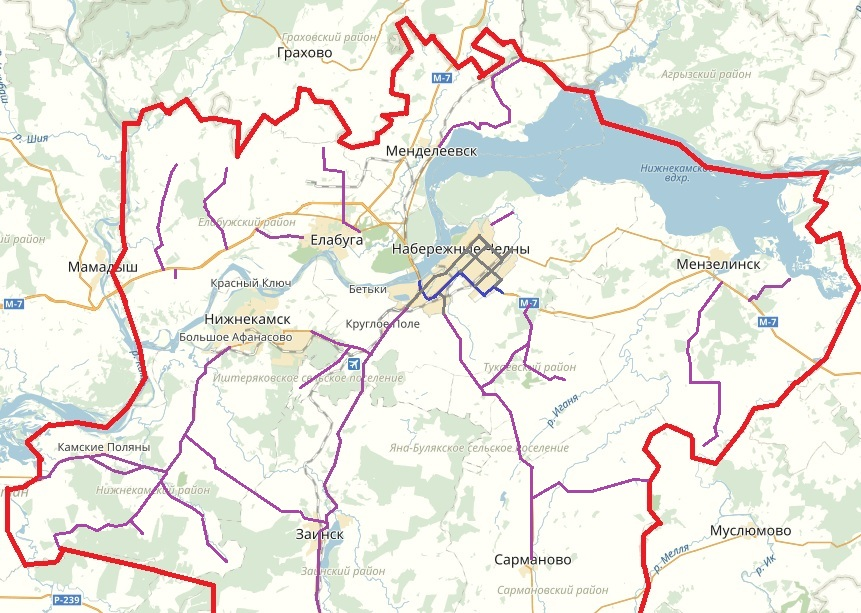 Граховский район
Грахово
М-7
Агрызский район
р. Шия
Менделеевск
Нижнекамское
вдхр.
Елабужский район
Елабуга
Набережные Челны
Мамадыш
Мензелинск
Красный Ключ
Бетьки
М-7
М-7
Нижнекамск
Круглое Поле
М-7
Большое Афанасово
Иштеряковское сельское поселение
Тукаевский район
р. Иганя
Камские Поляны
Яна-Булякское сельское поселение
Нижнекамский район
Заинск
Муслюмово
Сарманово
р. Мелля
р. Ик
Заинский район
Сармановский район
Р-239